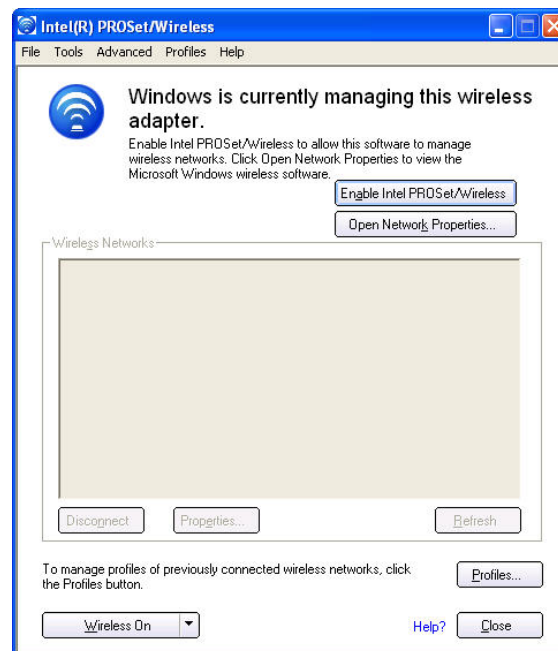 Intel(R) PROSet/Wireless
File Tools Advanced Profiles Help
Windows is currently managing this wireless
adapter.
Enable Intel PROSet/Wireless to allow this software to manage
wireless networks. Click Open Network Properties to view the
Microsoft Windows wireless software.
Enable Intel PROSet/Wireless
Open Network Properties...
Wireless Networks
Disconnect Properties... Refresh
To manage profiles of previously connected wireless networks, click
the Profiles button.
Profiles...
Wireless On Help? Close